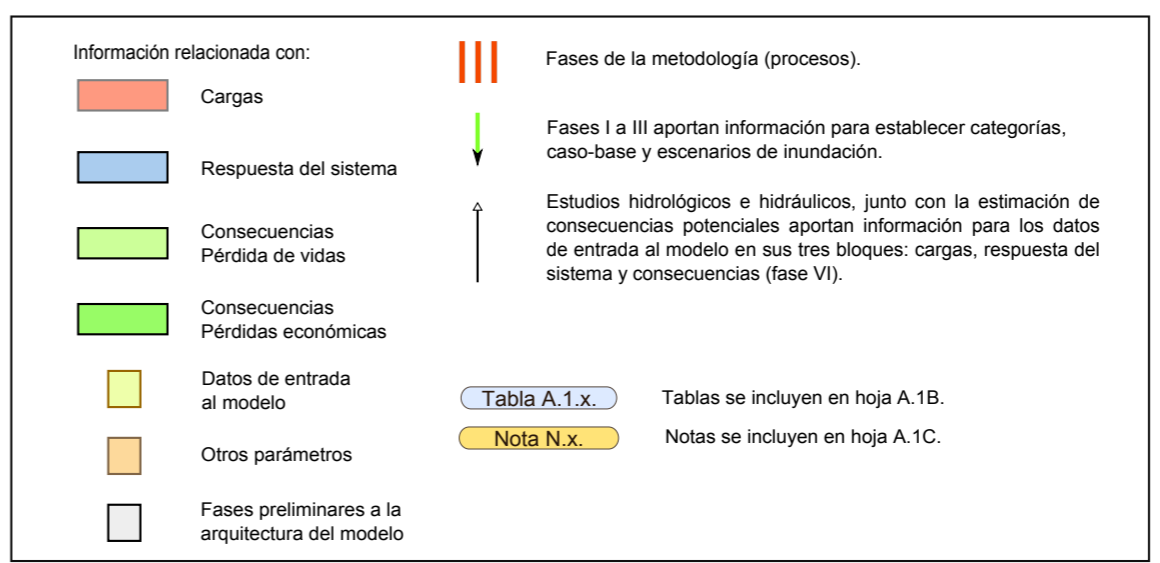 Información relacionada con:
Cargas
Respuesta del sistema
Consecuencias
Pérdida de vidas
Consecuencias
Pérdidas económicas
Datos de entrada
al modelo
Otros parámetros
Fases preliminares a la
arquitectura del modelo
Fases de la metodología (procesos).
Fases I a III aportan información para establecer categorías,
caso-base y escenarios de inundación.
Estudios hidrológicos e hidráulicos, junto con la estimación de
consecuencias potenciales aportan información para los datos
de entrada al modelo en sus tres bloques: cargas, respuesta del
sistema y consecuencias (fase VI).
Tabla A.1.x. Tablas se incluyen en hoja A.1B.
Nota N.x. Notas se incluyen en hoja A.1C.